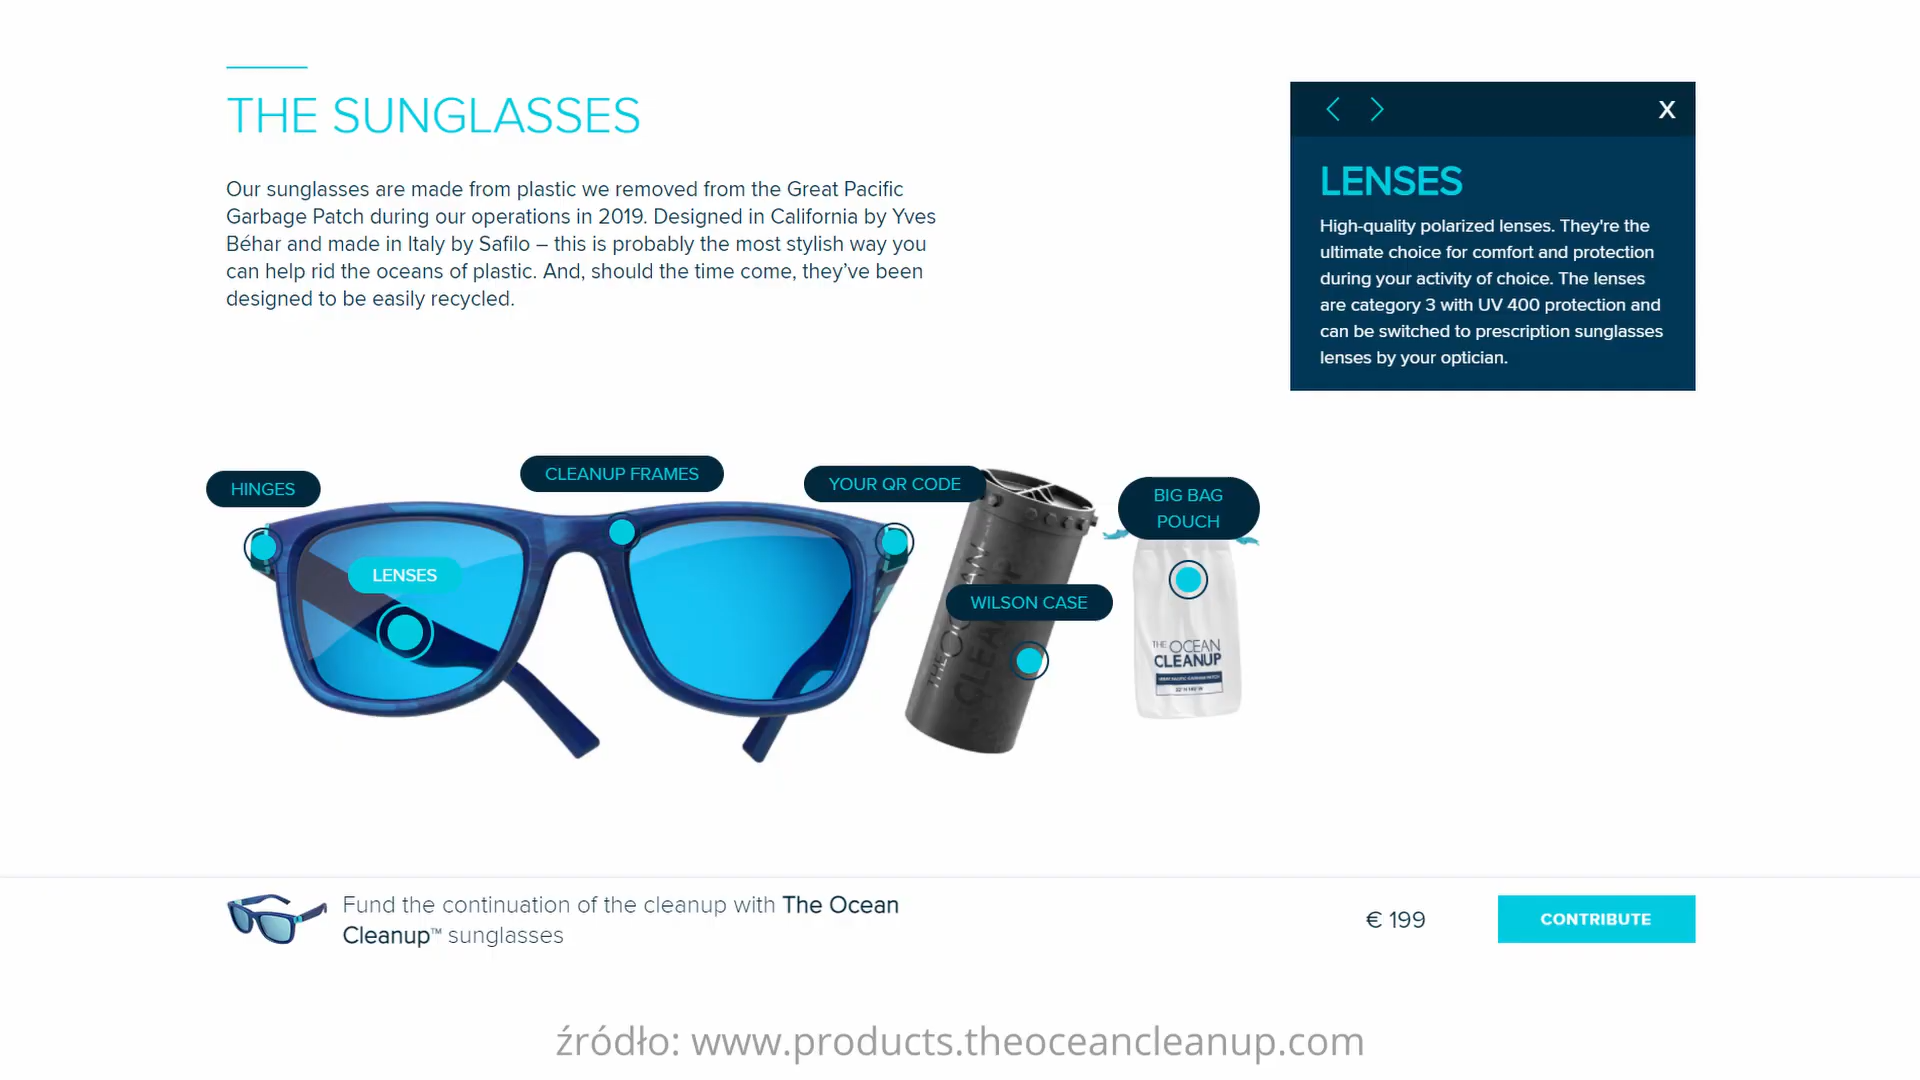 THE SUNGLASSES
Our sunglasses are made from plastic we removed from the Great Pacific
Garbage Patch during our operations in 2019. Designed in California by Yves
Béhar and made in Italy by Safilo – this is probably the most stylish way you
can help rid the oceans of plastic. And, should the time come, they’ve been
designed to be easily recycled.
X
LENSES
High-quality polarized lenses. They're the
ultimate choice for comfort and protection
during your activity of choice. The lenses
are category 3 with UV 400 protection and
can be switched to prescription sunglasses
lenses by your optician.
HINGES
CLEANUP FRAMES
YOUR QR CODE
BIG BAG
POUCH
LENSES
WILSON CASE
THE OCEAN
CLEANUP
THE OCEAN
CLEANUP
Fund the continuation of the cleanup with The Ocean
Cleanup™ sunglasses
€ 199
CONTRIBUTE
źródło: www.products.theoceancleanup.com